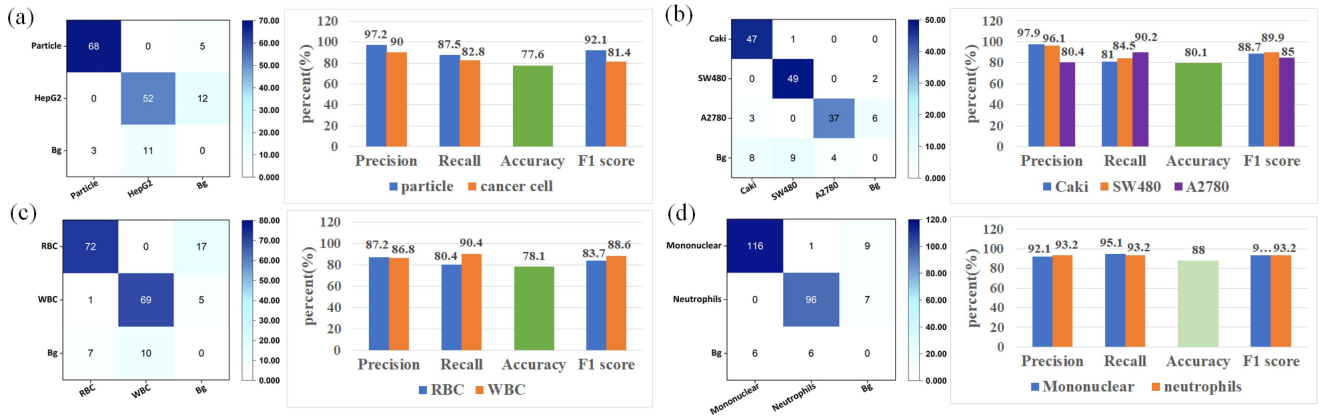 (a)
Particle 68 0 5
HepG2 0 52 12
Bg 3 11 0
Particle HepG2 Bg
70.00
60.00
50.00
40.00
30.00
20.00
10.00
0.000
percent(%)
120
100
80
60
40
20
0
97.2 90 87.5 82.8 77.6 92.1 81.4
Precision Recall Accuracy F1 score
particle cancer cell
(b)
Caki 47 1 0 0
SW480 0 49 0 2
A2780 3 0 37 6
Bg 8 9 4 0
Caki SW480 A2780 Bg
50.00
40.00
30.00
20.00
10.00
0.000
percent(%)
120
100
80
60
40
20
0
97.9 96.1 80.4 81 84.5 90.2 80.1 88.7 89.9 85
Precision Recall Accuracy F1 score
Caki SW480 A2780
(c)
RBC 72 0 17
WBC 1 69 5
Bg 7 10 0
RBC WBC Bg
80.00
70.00
60.00
50.00
40.00
30.00
20.00
10.00
0.000
percent(%)
120
100
80
60
40
20
0
87.2 86.8 80.4 90.4 78.1 83.7 88.6
Precision Recall Accuracy F1 score
RBC WBC
(d)
Mononuclear 116 1 9
Neutrophils 0 96 7
Bg 6 6 0
Mononuclear Neutrophils Bg
120.0
100.0
80.00
60.00
40.00
20.00
0.000
percent(%)
120
100
80
60
40
20
0
92.1 93.2 95.1 93.2 88 9… 93.2
Precision Recall Accuracy F1 score
Mononuclear neutrophils